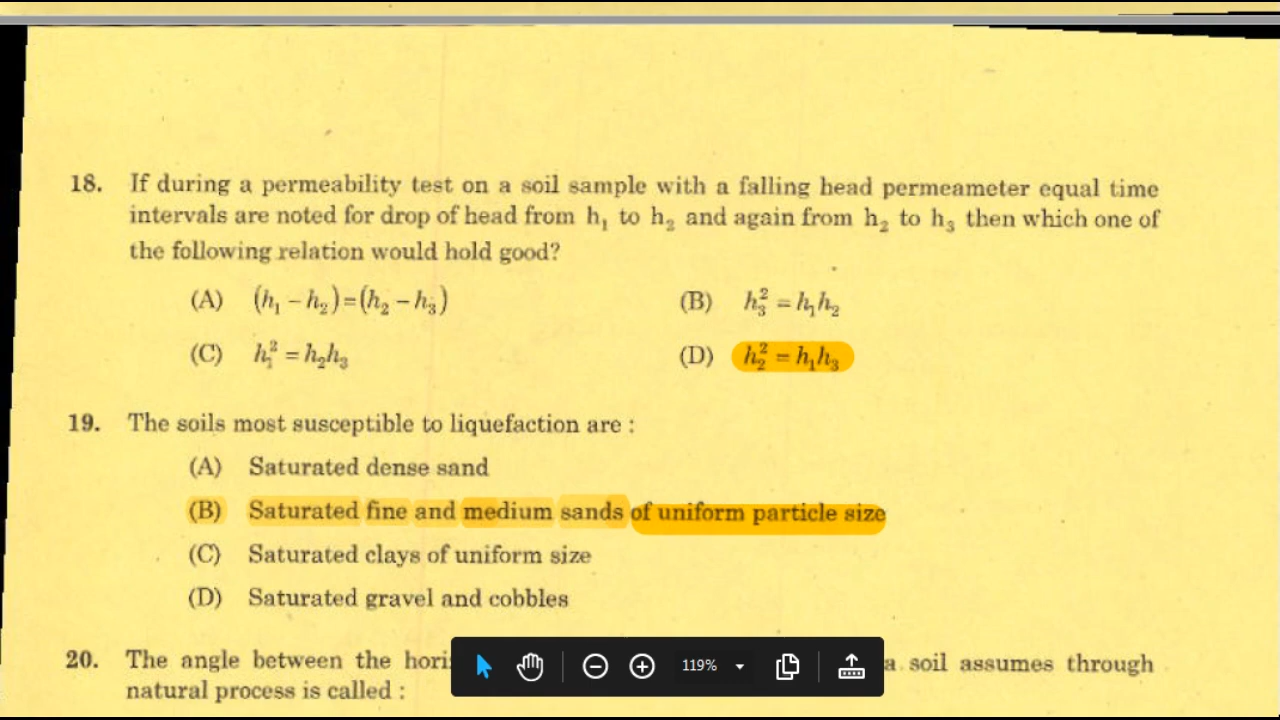 18. If during a permeability test on a soil sample with a falling head permeameter equal time
intervals are noted for drop of head from h₁ to h₂ and again from h₂ to h₃ then which one of
the following relation would hold good?
(A) (h₁ − h₂) = (h₂ − h₃) (B) h₃² = h₁h₂
(C) h₁² = h₂h₃ (D) h₂² = h₁h₃
19. The soils most susceptible to liquefaction are :
(A) Saturated dense sand
(B) Saturated fine and medium sands of uniform particle size
(C) Saturated clays of uniform size
(D) Saturated gravel and cobbles
20. The angle between the a soil assumes through
natural process is called :
119%